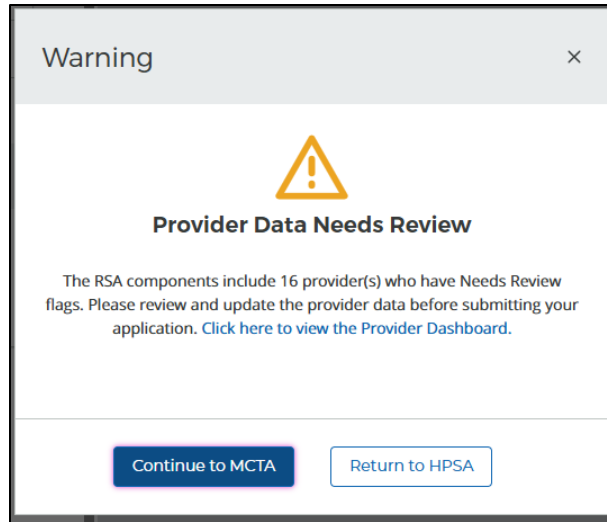 Warning
×
Provider Data Needs Review
The RSA components include 16 provider(s) who have Needs Review
flags. Please review and update the provider data before submitting your
application. Click here to view the Provider Dashboard.
Continue to MCTA
Return to HPSA